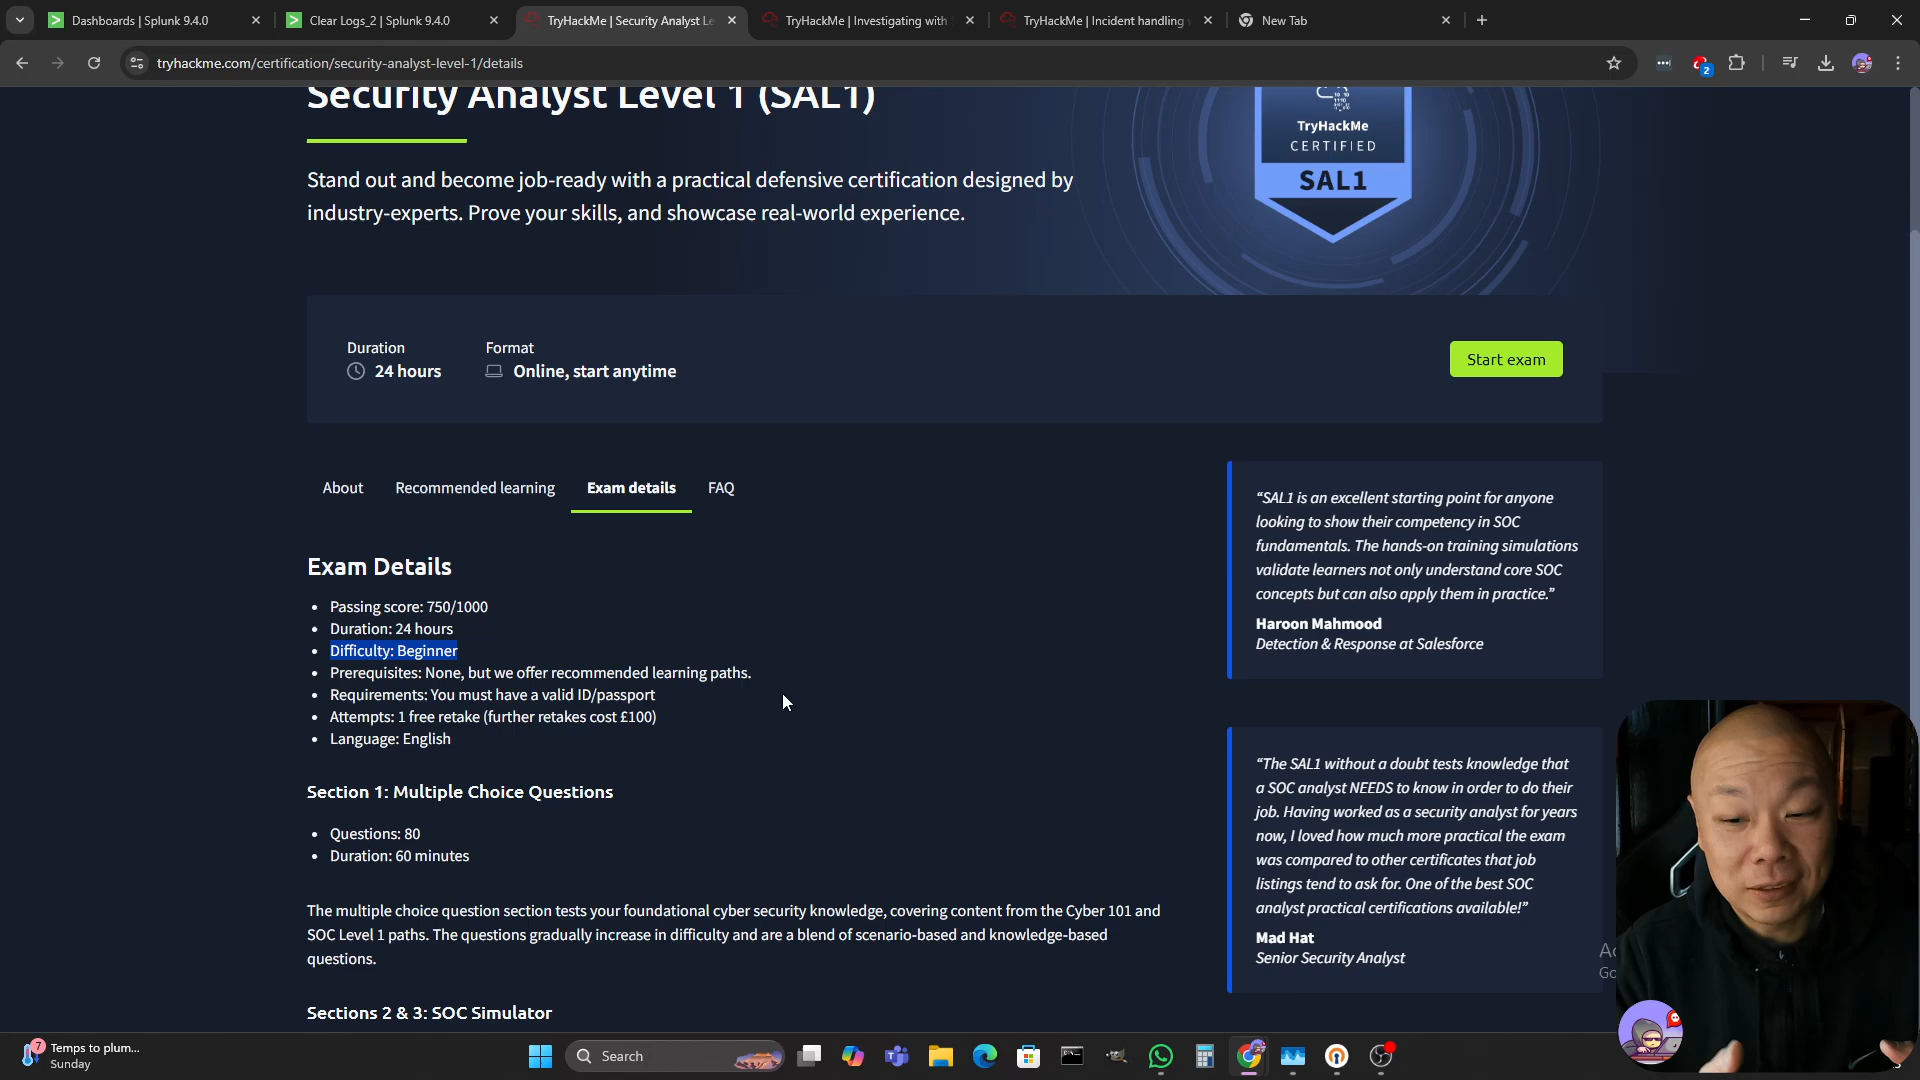 Dashboards | Splunk 9.4.0
Clear Logs_2 | Splunk 9.4.0
TryHackMe | Security Analyst Le
TryHackMe | Investigating with
TryHackMe | Incident handling
New Tab
tryhackme.com/certification/security-analyst-level-1/details
2
Security Analyst Level 1 (SAL1)
Stand out and become job-ready with a practical defensive certification designed by
industry-experts. Prove your skills, and showcase real-world experience.
TryHackMe
CERTIFIED
SAL1
Duration
24 hours
Format
Online, start anytime
Start exam
About
Recommended learning
Exam details
FAQ
Exam Details
• Passing score: 750/1000
• Duration: 24 hours
• Difficulty: Beginner
• Prerequisites: None, but we offer recommended learning paths.
• Requirements: You must have a valid ID/passport
• Attempts: 1 free retake (further retakes cost £100)
• Language: English
Section 1: Multiple Choice Questions
• Questions: 80
• Duration: 60 minutes
The multiple choice question section tests your foundational cyber security knowledge, covering content from the Cyber 101 and
SOC Level 1 paths. The questions gradually increase in difficulty and are a blend of scenario-based and knowledge-based
questions.
Sections 2 & 3: SOC Simulator
“SAL1 is an excellent starting point for anyone
looking to show their competency in SOC
fundamentals. The hands-on training simulations
validate learners not only understand core SOC
concepts but can also apply them in practice.”
Haroon Mahmood
Detection & Response at Salesforce
“The SAL1 without a doubt tests knowledge that
a SOC analyst NEEDS to know in order to do their
job. Having worked as a security analyst for years
now, I loved how much more practical the exam
was compared to other certificates that job
listings tend to ask for. One of the best SOC
analyst practical certifications available!”
Mad Hat
Senior Security Analyst
7
Temps to plum...
Sunday
Search